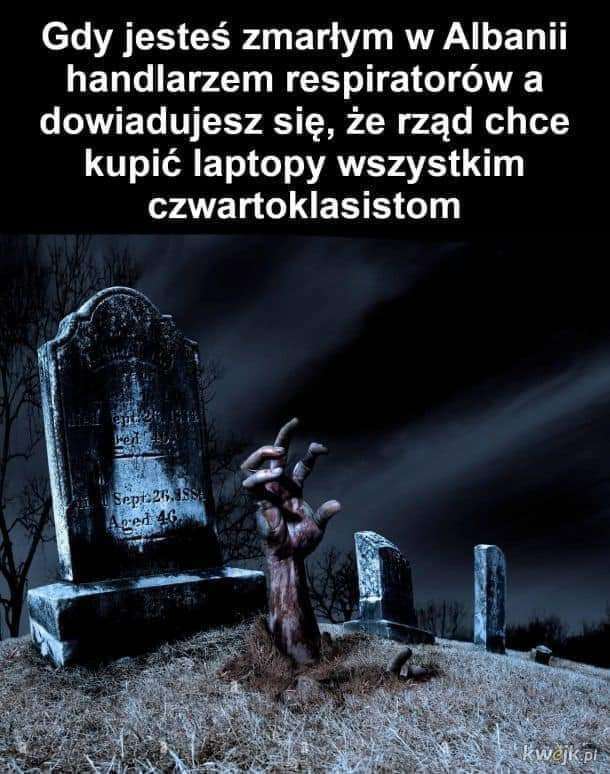 Gdy jesteś zmarłym w Albanii
handlarzem respiratorów a
dowiadujesz się, że rząd chce
kupić laptopy wszystkim
czwartoklasistom
Sept. 26, 188
Aged 46
kwejk.pl